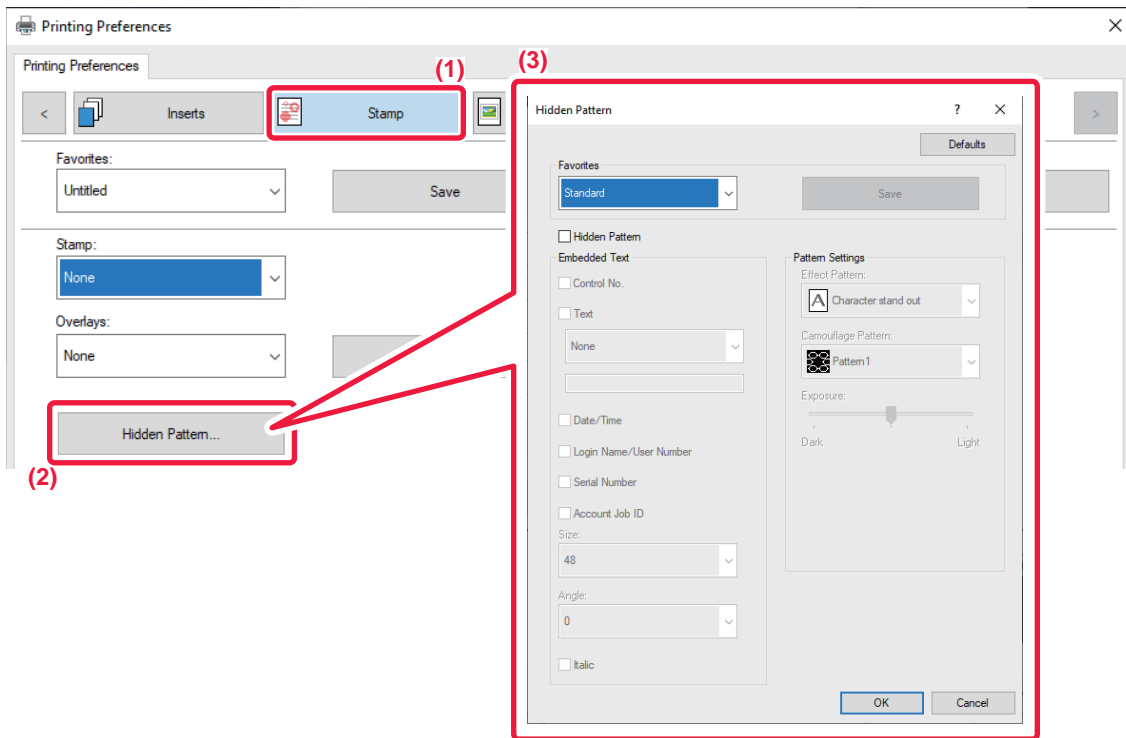 Printing Preferences
Printing Preferences
(1)
(3)
<
Inserts
Stamp
>
Favorites:
Untitled
Save
Stamp:
None
Overlays:
None
Hidden Pattern...
(2)
Hidden Pattern
?
Defaults
Favorites
Standard
Save
Hidden Pattern
Embedded Text
Control No.
Text
None
Date/Time
Login Name/User Number
Serial Number
Account Job ID
Size:
48
Angle:
0
Italic
Pattern Settings
Effect Pattern:
A Character stand out
Camouflage Pattern:
Pattern1
Exposure:
Dark Light
OK Cancel